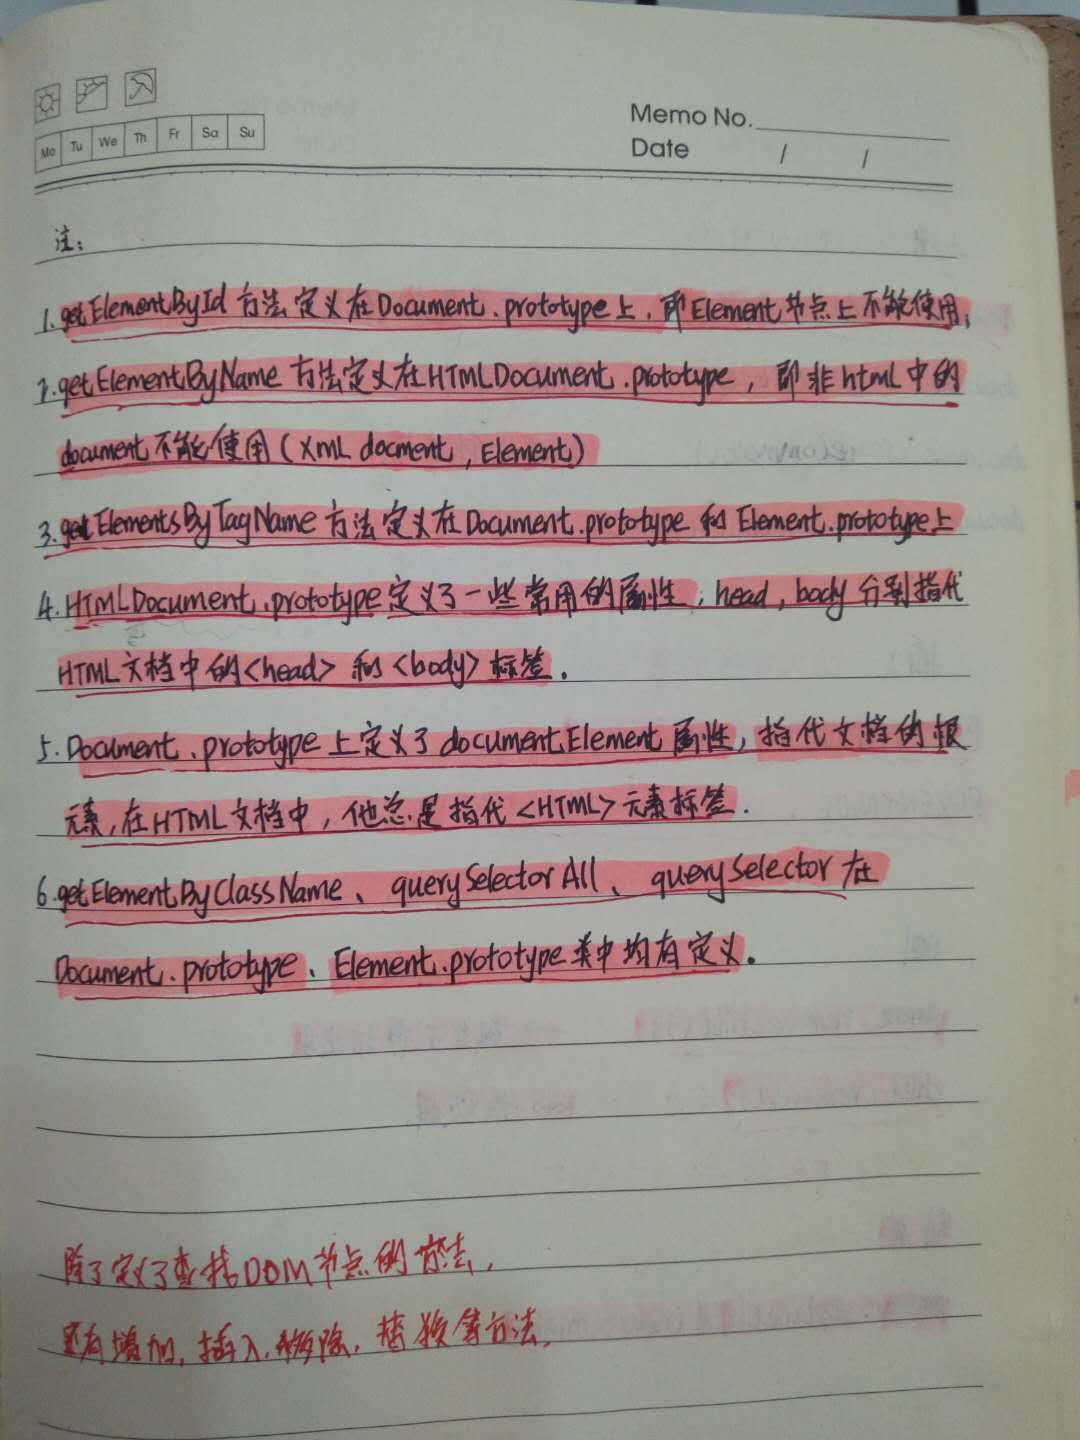 Mo Tu We Th Fr Sa Su
Memo No.
Date / /
注:
1. getElementById 方法定义在Document.prototype上,即Element节点上不能使用,
2. getElementByName 方法定义在HTMLDocument.prototype,即非html中的
document不能使用(xml docment,Element)
3. getElementsByTagName 方法定义在Document.prototype 和 Element.prototype上
4. HTMLDocument.prototype定义了一些常用的属性,head,body分别指代
HTML文档中的<head> 和 <body> 标签.
5. Document.prototype上定义了documentElement属性,指代文档的根
元素,在HTML文档中,他总是指代<HTML>元素标签.
6. getElementByClassName、querySelectorAll、querySelector在
Document.prototype、Element.prototype类中均有定义.
除了定义了查找DOM节点的方法,
还有增加,插入,移除,替换等方法,